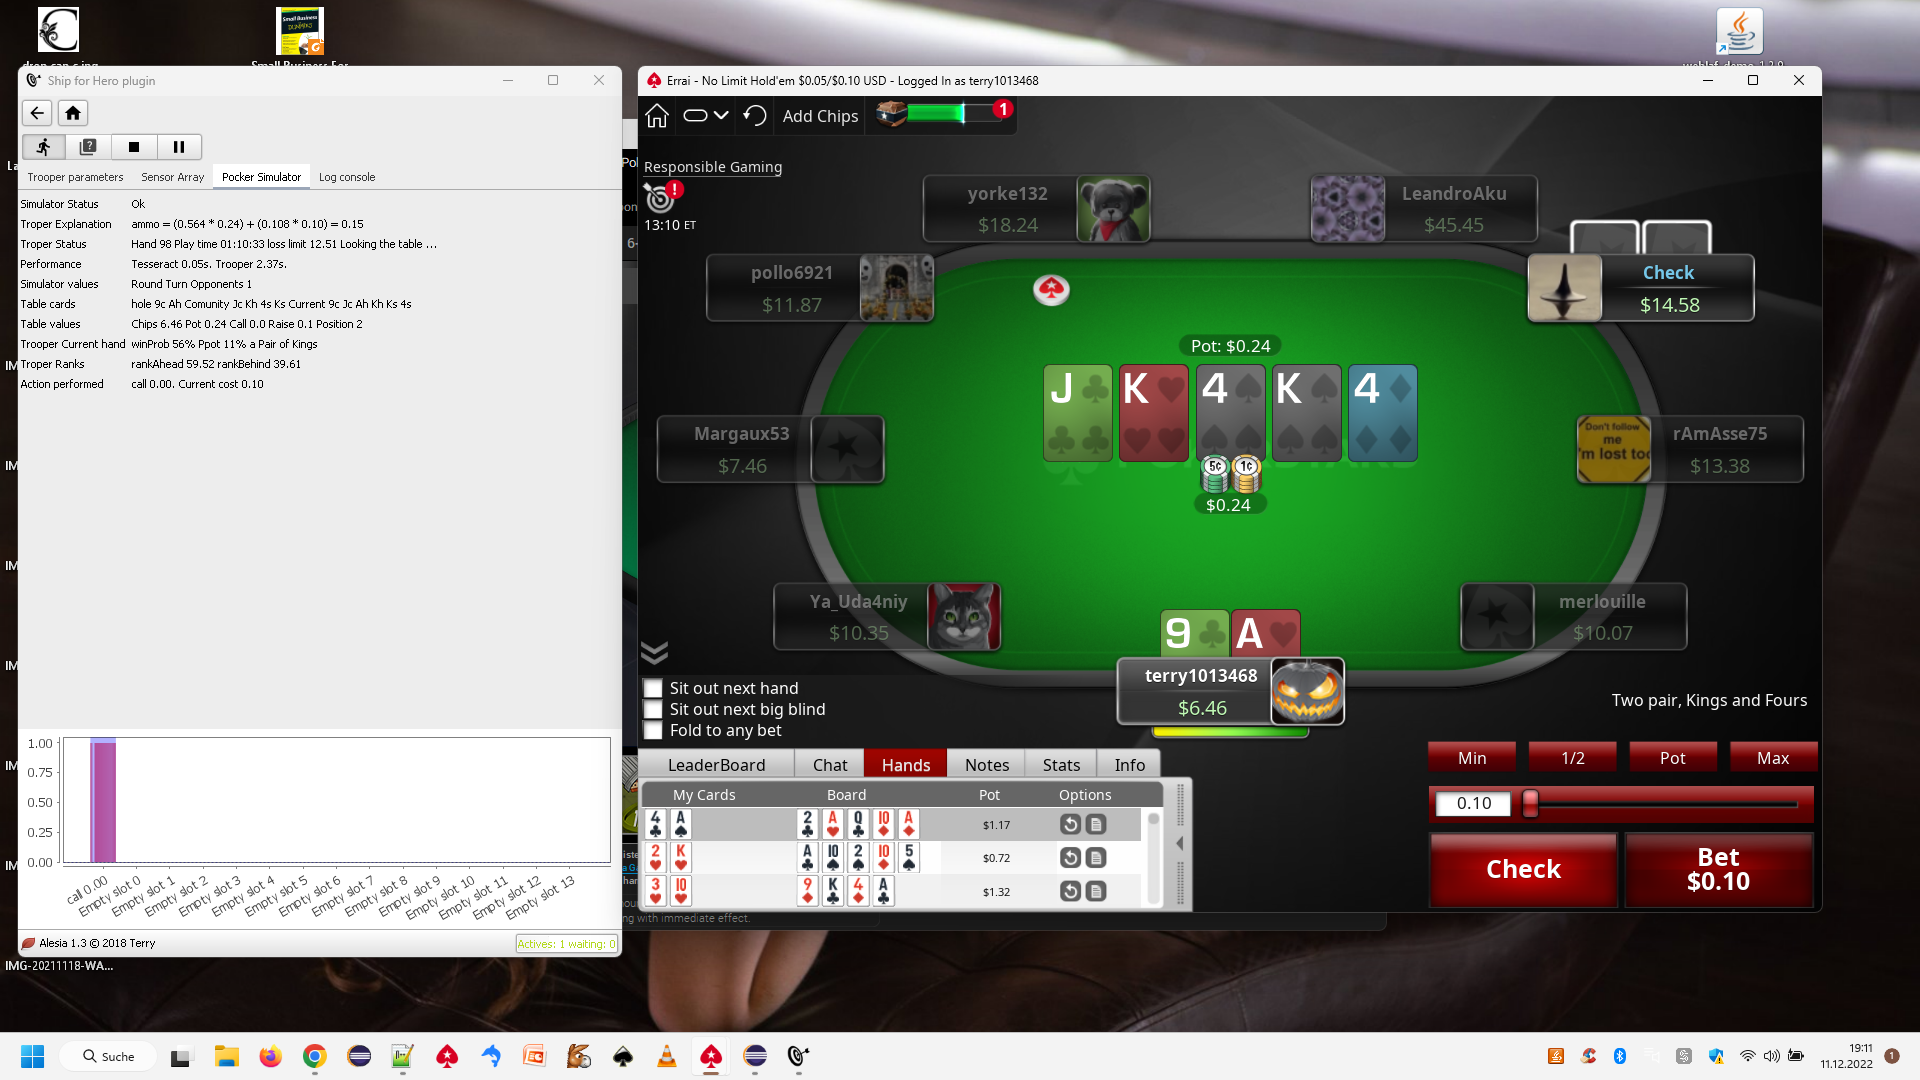 Ship for Hero plugin
Trooper parameters Sensor Array Pocker Simulator Log console
Simulator Status Ok
Troper Explanation ammo = (0.564 * 0.24) + (0.108 * 0.10) = 0.15
Troper Status Hand 98 Play time 01:10:33 loss limit 12.51 Looking the table ...
Performance Tesseract 0.05s. Trooper 2.37s.
Simulator values Round Turn Opponents 1
Table cards hole 9c Ah Comunity Jc Kh 4s Ks Current 9c Jc Ah Kh Ks 4s
Table values Chips 6.46 Pot 0.24 Call 0.0 Raise 0.1 Position 2
Trooper Current hand winProb 56% Ppot 11% a Pair of Kings
Troper Ranks rankAhead 59.52 rankBehind 39.61
Action performed call 0.00. Current cost 0.10
1.00
0.75
0.50
0.25
0.00
call 0.00
Empty slot 0
Empty slot 1
Empty slot 2
Empty slot 3
Empty slot 4
Empty slot 5
Empty slot 6
Empty slot 7
Empty slot 8
Empty slot 9
Empty slot 10
Empty slot 11
Empty slot 12
Empty slot 13
Alesia 1.3 © 2018 Terry
Actives: 1 waiting: 0
IMG-20211118-WA...
Errai - No Limit Hold'em $0.05/$0.10 USD - Logged In as terry1013468
Add Chips
1
Responsible Gaming
13:10 ET
yorke132
$18.24
LeandroAku
$45.45
pollo6921
$11.87
Check
$14.58
Pot: $0.24
J K 4 K 4
5¢ 1¢
$0.24
Margaux53
$7.46
Don't follow
me
rAmAsse75
$13.38
Ya_Uda4niy
$10.35
merlouille
$10.07
9 A
terry1013468
$6.46
Two pair, Kings and Fours
Sit out next hand
Sit out next big blind
Fold to any bet
LeaderBoard Chat Hands Notes Stats Info
My Cards Board Pot Options
4 A 2 A Q 10 A $1.17
2 K A 10 2 10 5 $0.72
3 10 9 K 4 A $1.32
Min 1/2 Pot Max
0.10
Check
Bet
$0.10
ng with immediate effect.
Suche
19:11
11.12.2022
1